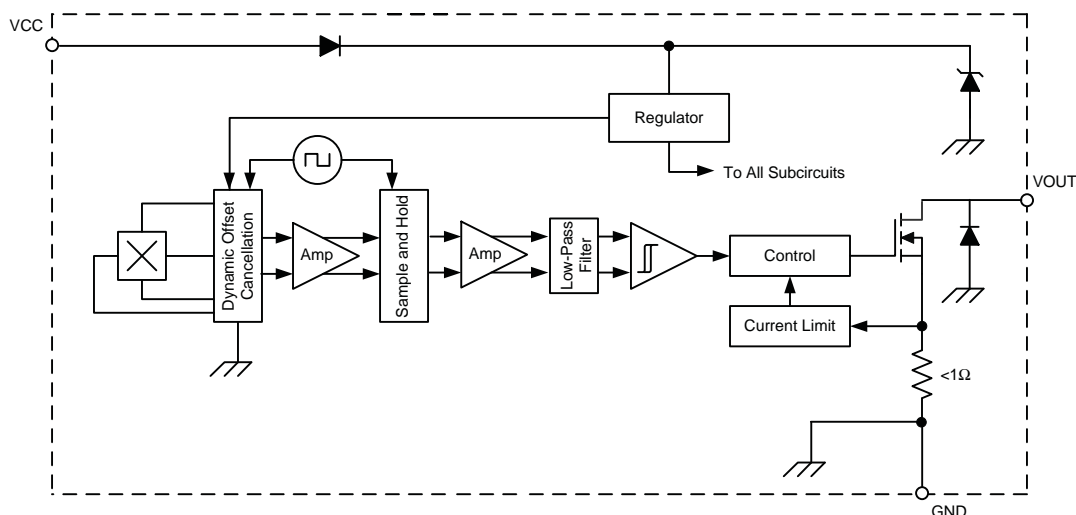 VCC
Regulator
To All Subcircuits
VOUT
Dynamic Offset
Cancellation
Amp
Sample and Hold
Amp
Low-Pass
Filter
Control
Current Limit
<1Ω
GND